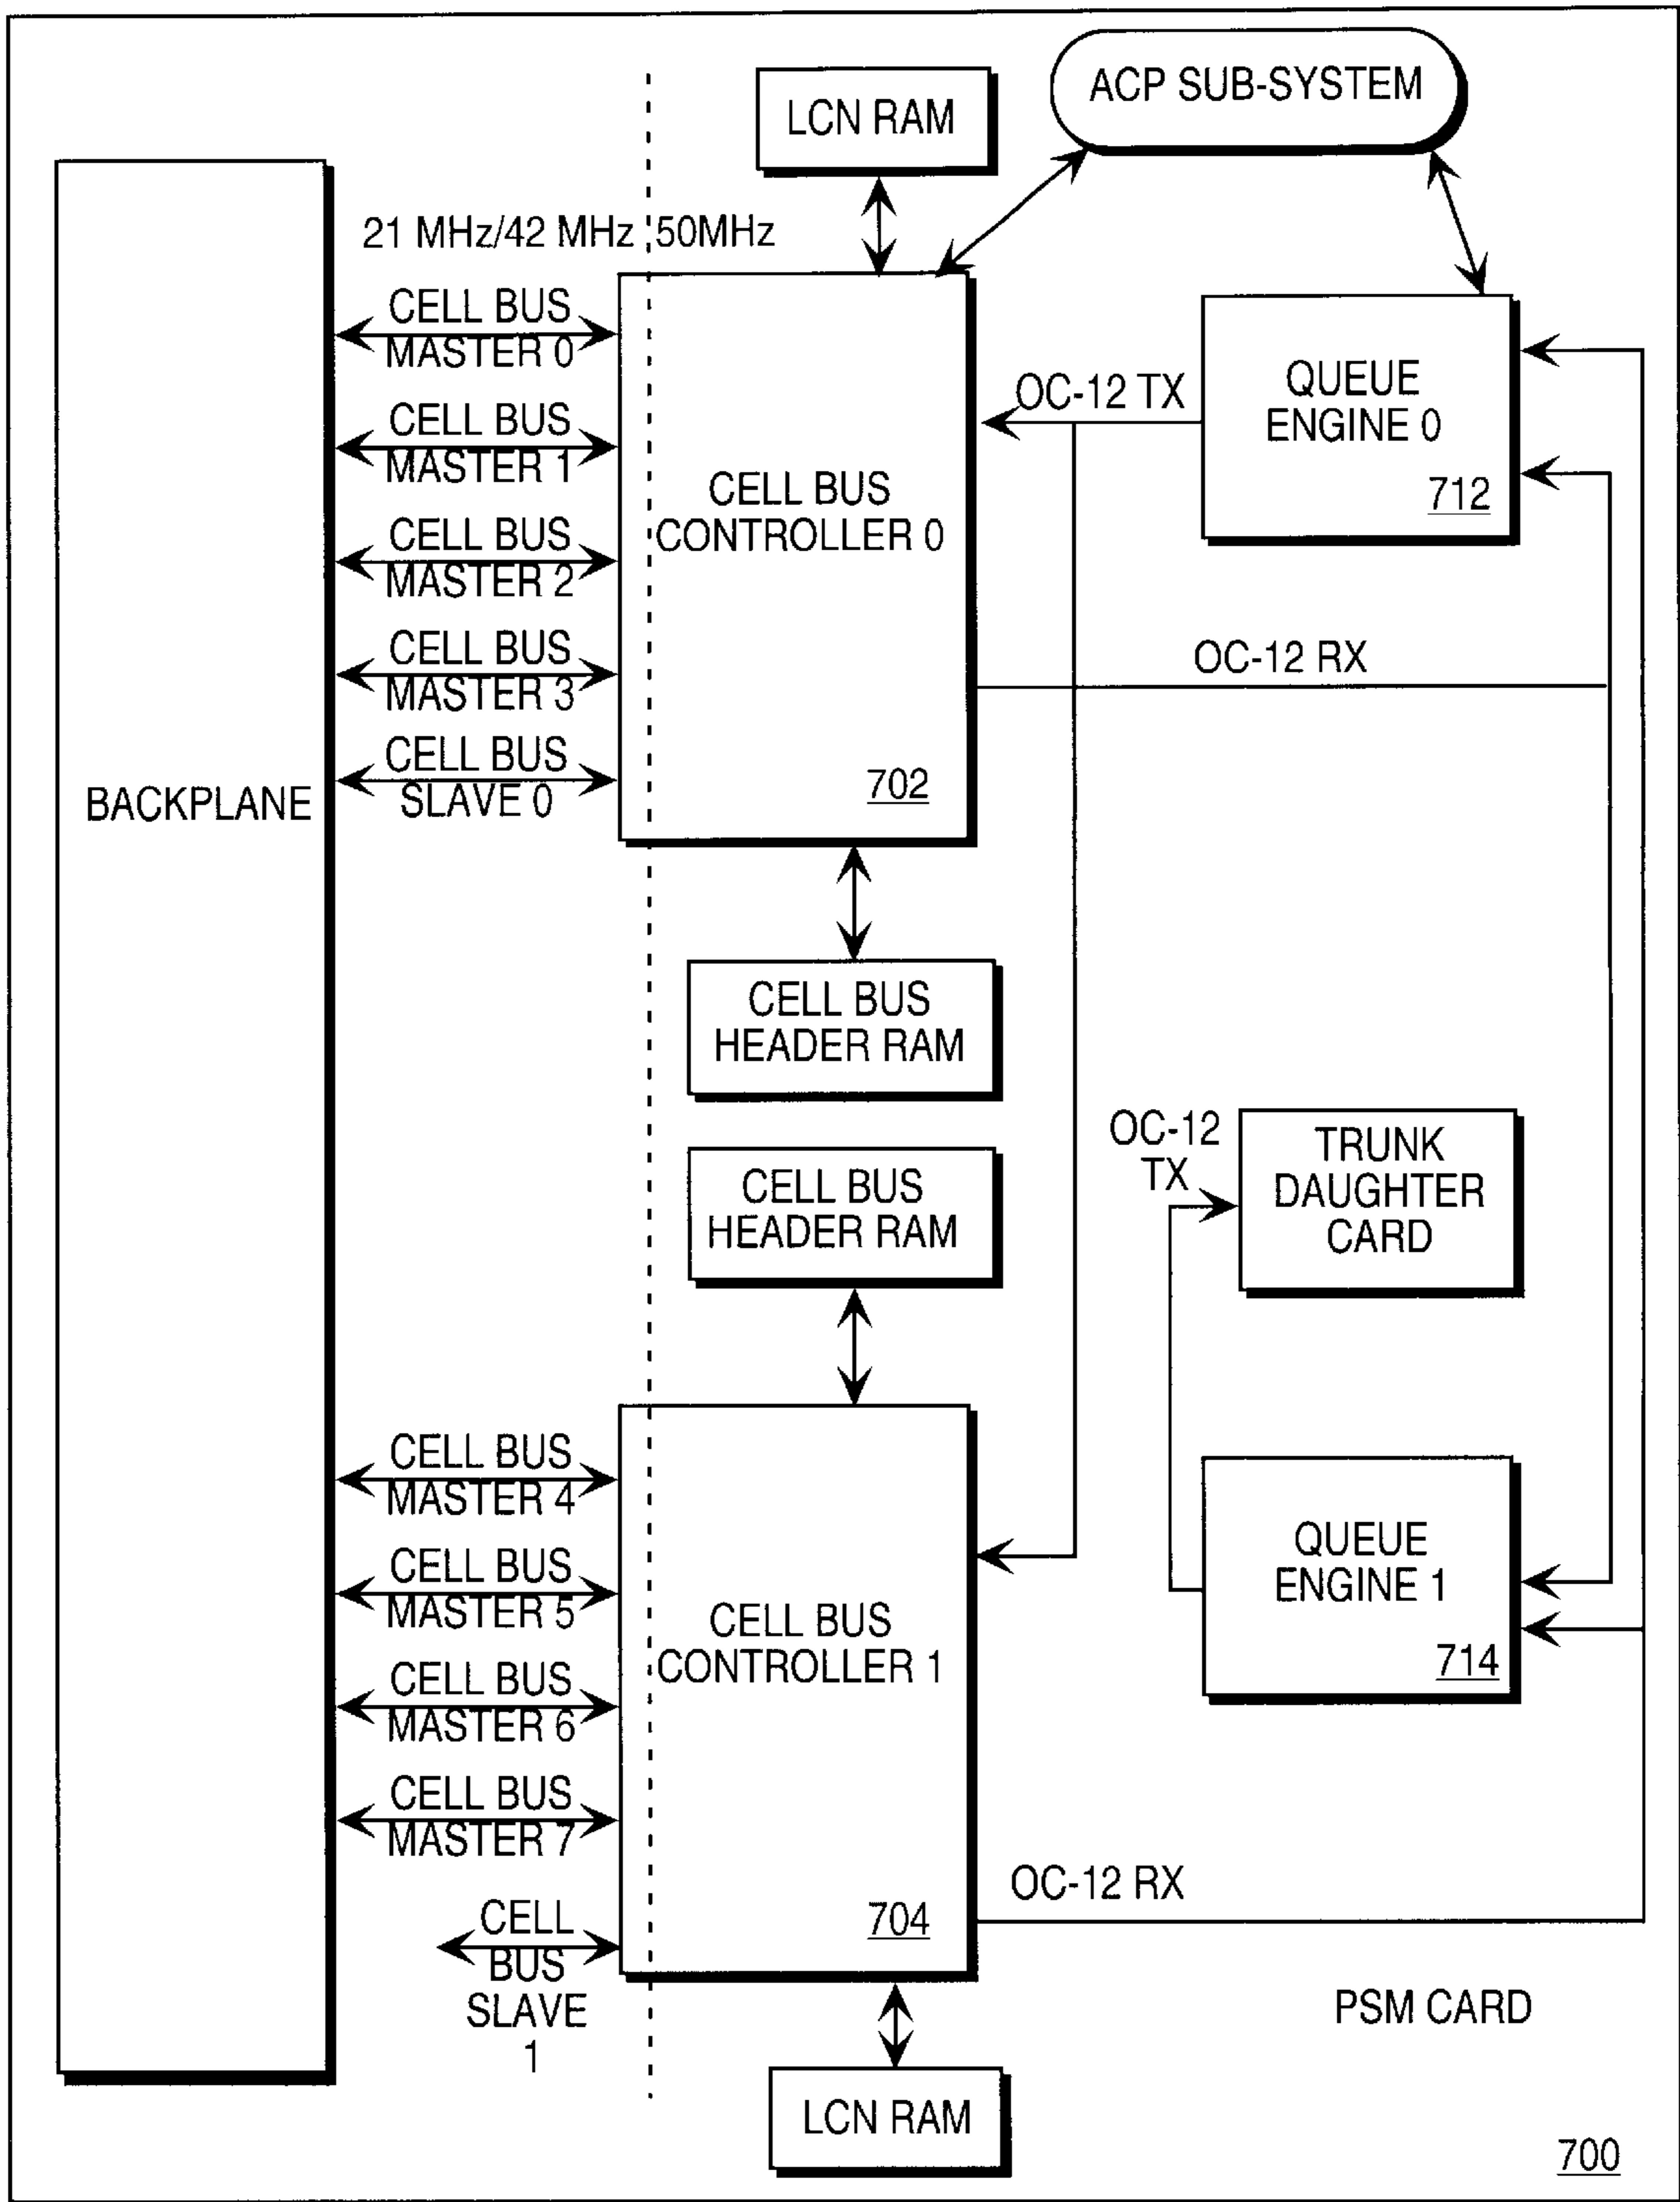 ACP SUB-SYSTEM
LCN RAM
21 MHz/42 MHz
50MHz
CELL BUS
MASTER 0
CELL BUS
MASTER 1
CELL BUS
MASTER 2
CELL BUS
MASTER 3
CELL BUS
SLAVE 0
BACKPLANE
CELL BUS
CONTROLLER 0
702
OC-12 TX
QUEUE
ENGINE 0
712
OC-12 RX
CELL BUS
HEADER RAM
CELL BUS
HEADER RAM
OC-12
TX
TRUNK
DAUGHTER
CARD
CELL BUS
MASTER 4
CELL BUS
MASTER 5
CELL BUS
MASTER 6
CELL BUS
MASTER 7
CELL
BUS
SLAVE
1
CELL BUS
CONTROLLER 1
704
QUEUE
ENGINE 1
714
OC-12 RX
PSM CARD
LCN RAM
700